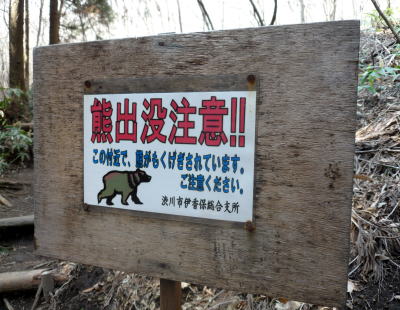 熊出没注意!!
この付近で、熊がもくげきされています。
ご注意ください。
渋川市伊香保総合支所